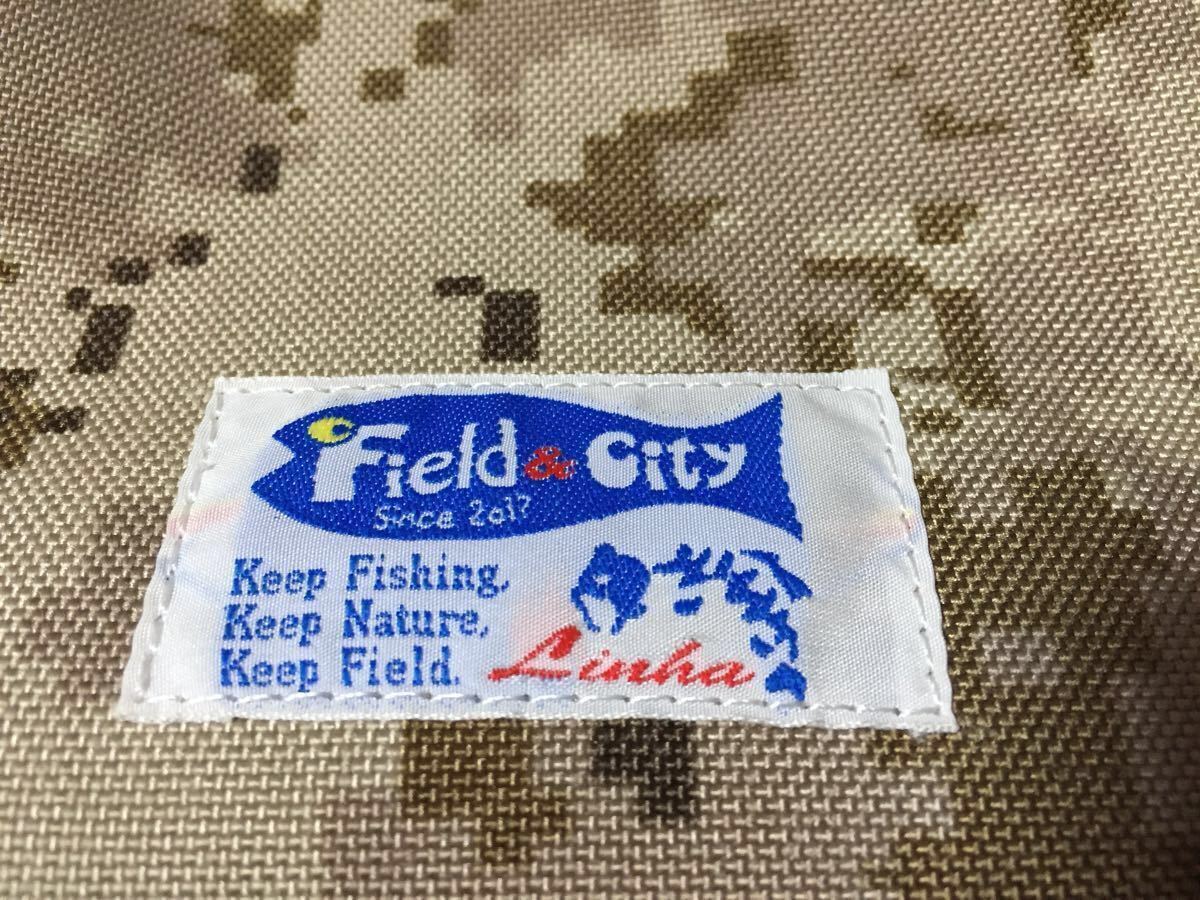 Field & City
Since 2017
Keep Fishing,
Keep Nature,
Keep Field.
Linha